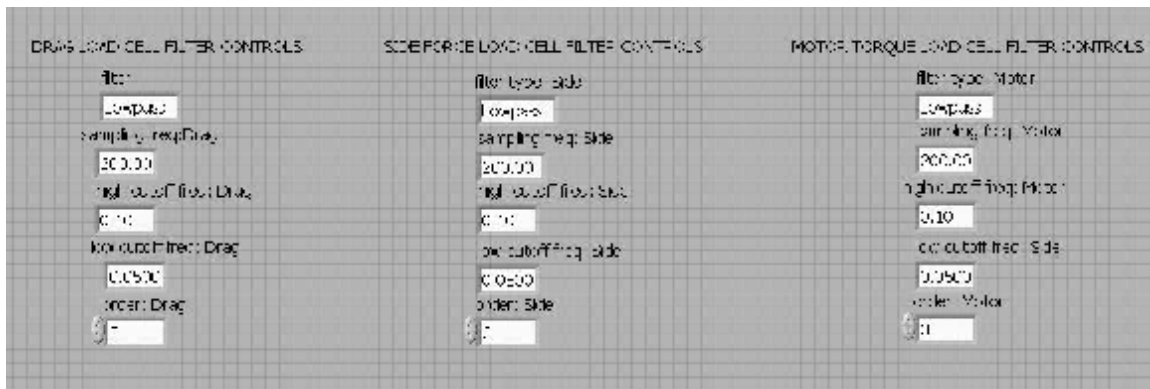 DRAG LOAD CELL FILTER CONTROLS
filter
Lowpass
sampling freq:Drag
200.00
high cutoff freq: Drag
0.10
low cutoff freq: Drag
0.0500
order: Drag
SIDE FORCE LOAD CELL FILTER CONTROLS
filter type: Side
Lowpass
sampling freq: Side
200.00
high cutoff freq: Side
0.10
low cutoff freq: Side
0.0500
order: Side
MOTOR TORQUE LOAD CELL FILTER CONTROLS
filter type: Motor
Lowpass
sampling freq: Motor
200.00
high cutoff freq: Motor
0.10
low cutoff freq: Side
0.0500
order: Motor